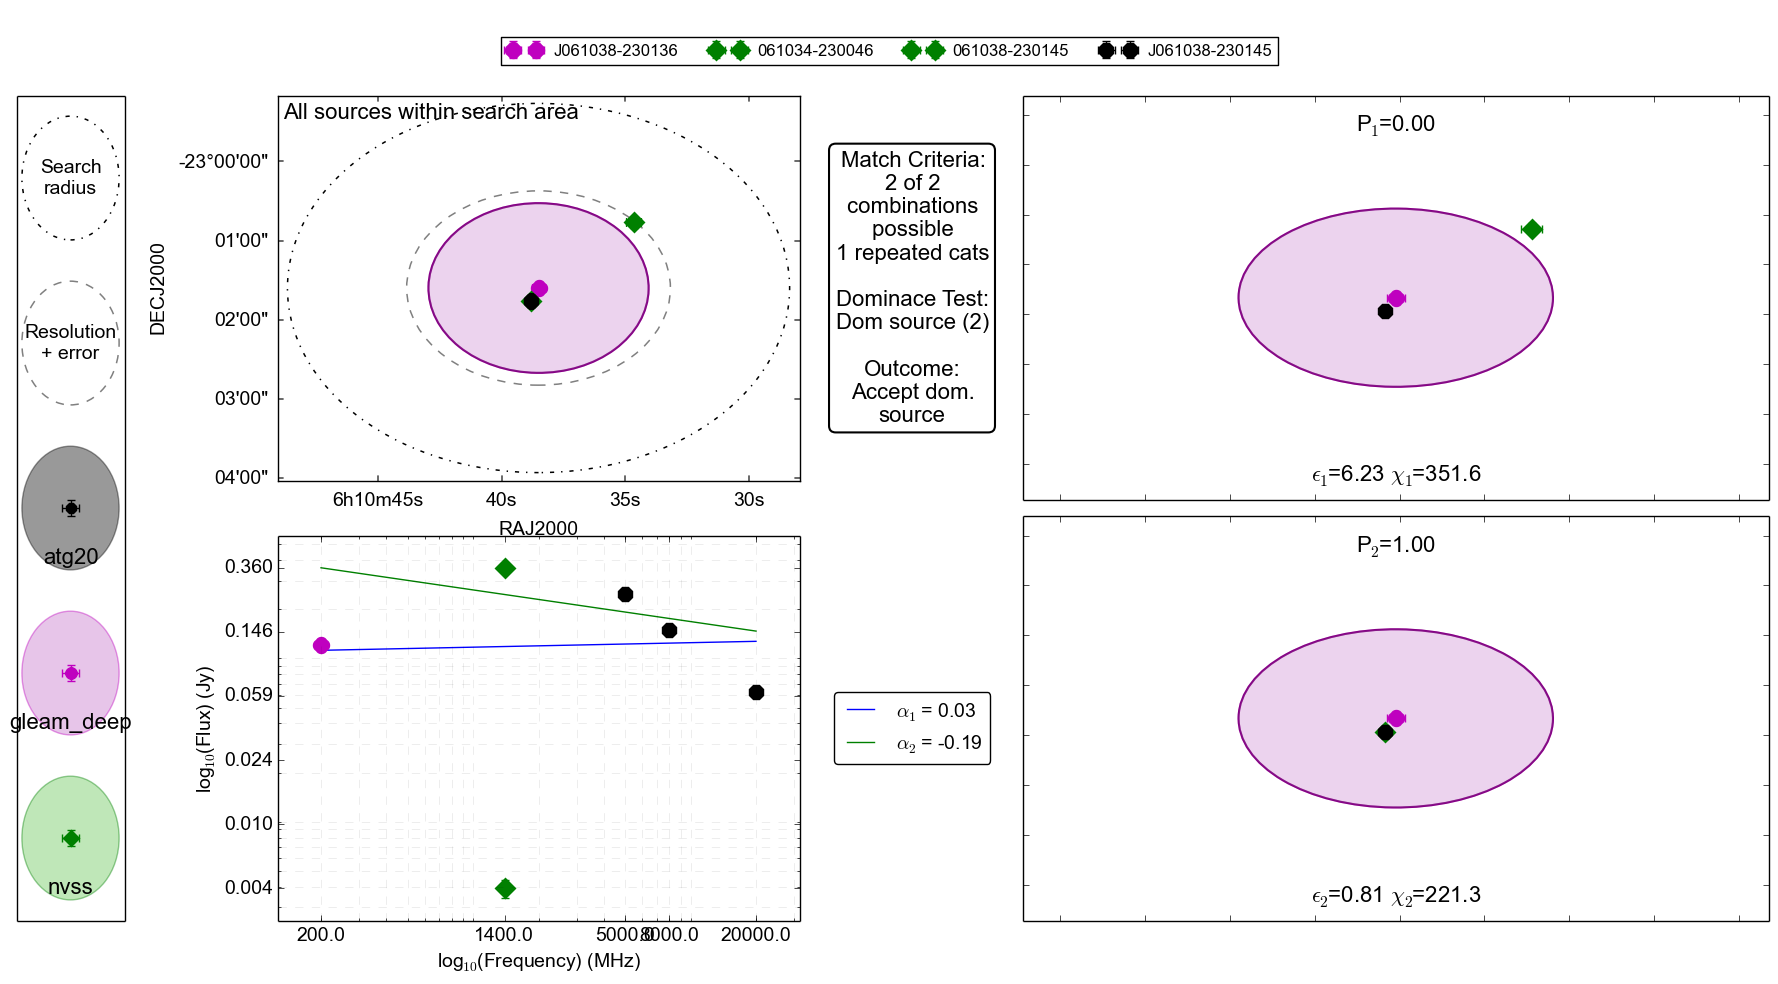 J061038-230136 061034-230046 061038-230145 J061038-230145
Search
radius
Resolution
+ error
atg20
gleam_deep
nvss
All sources within search area
DECJ2000
-23°00'00"
01'00"
02'00"
03'00"
04'00"
6h10m45s 40s 35s 30s
RAJ2000
Match Criteria:
2 of 2
combinations
possible
1 repeated cats
Dominace Test:
Dom source (2)
Outcome:
Accept dom.
source
P1=0.00
ϵ1=6.23 χ1=351.6
log10(Flux) (Jy)
0.360
0.146
0.059
0.024
0.010
0.004
200.0 1400.0 5000.0 8000.0 20000.0
log10(Frequency) (MHz)
α1 = 0.03
α2 = -0.19
P2=1.00
ϵ2=0.81 χ2=221.3